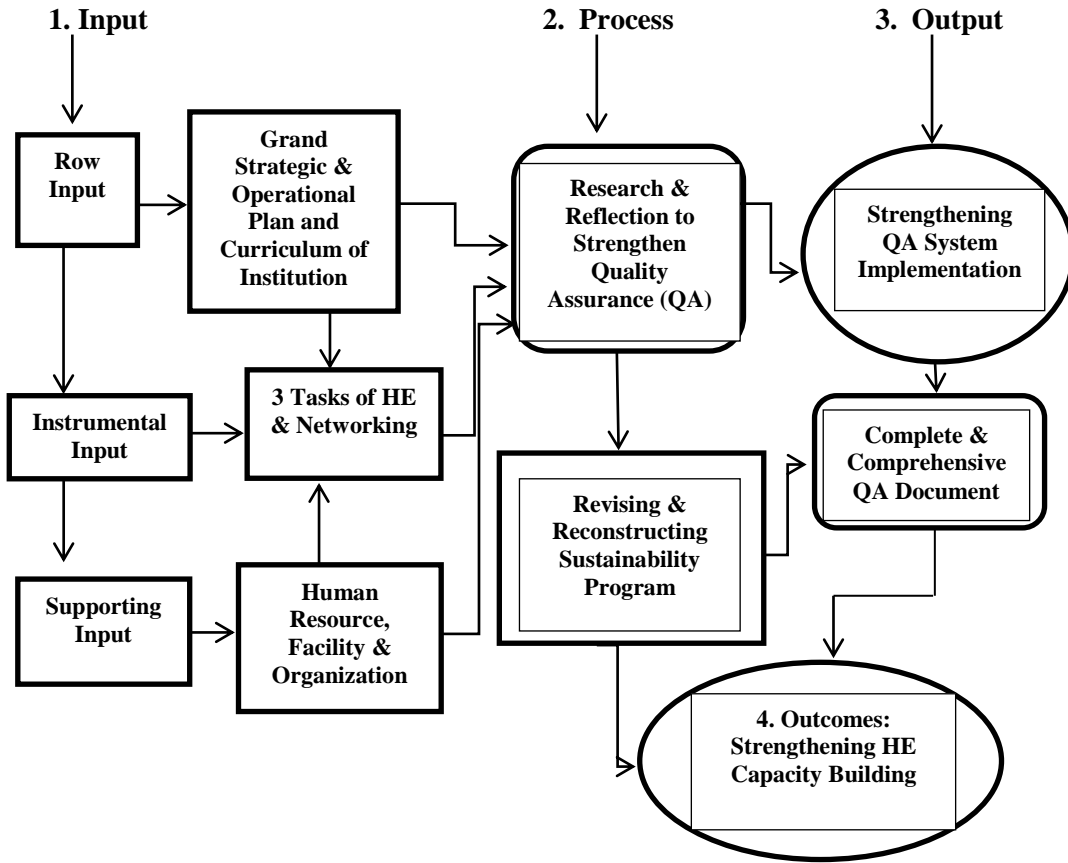 1. Input
2. Process
3. Output
Row
Input
Grand
Strategic &
Operational
Plan and
Curriculum of
Institution
Research &
Reflection to
Strengthen
Quality
Assurance (QA)
Strengthening
QA System
Implementation
Instrumental
Input
3 Tasks of HE
& Networking
Complete &
Comprehensive
QA Document
Revising &
Reconstructing
Sustainability
Program
Supporting
Input
Human
Resource,
Facility &
Organization
4. Outcomes:
Strengthening HE
Capacity Building